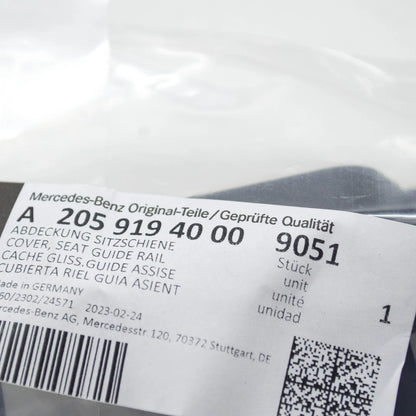 Mercedes-Benz Original-Teile/Geprüfte Qualität
A 205 919 40 00 9051
ABDECKUNG SITZSCHIENE
COVER, SEAT GUIDE RAIL
CACHE GLISS.GUIDE ASSISE
CUBIERTA RIEL GUIA ASIENT
Stück
unit
unité
unidad 1
ade in GERMANY
60/2302/24571 2023-02-24
rcedes-Benz AG, Mercedesstr 120, 70372 Stuttgart, DE